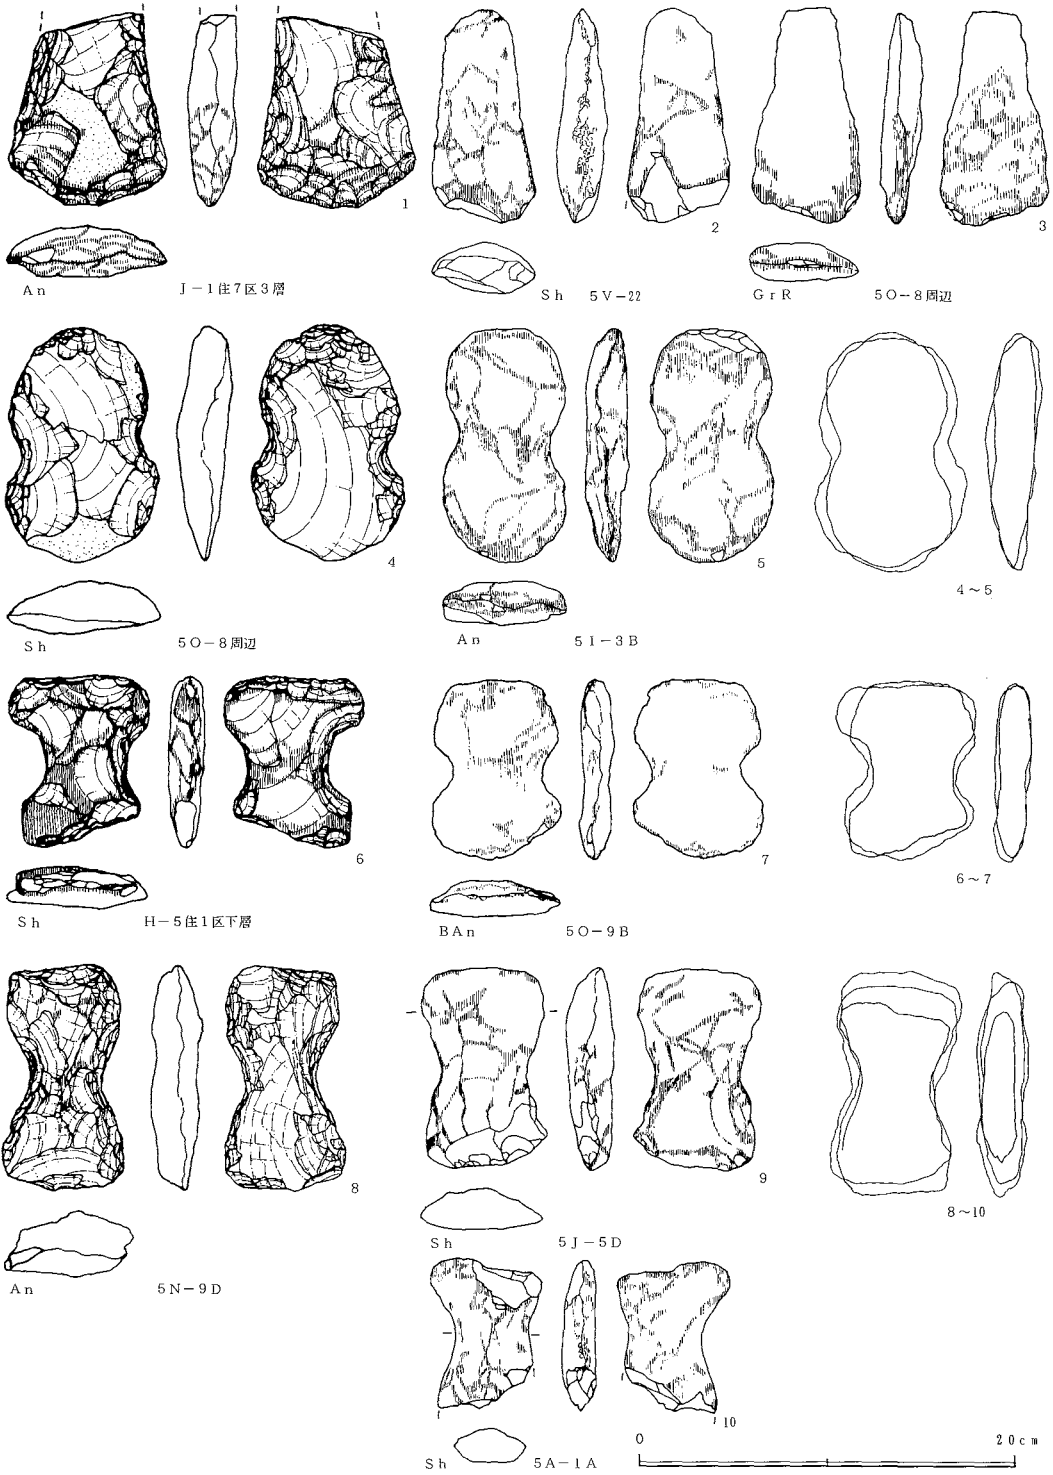 1
An
J－1住7区3層
2
Sh 5V－22
3
GrR 5O－8周辺
4
Sh 5O－8周辺
5
An 5I－3B
4～5
6
Sh H－5住1区下層
7
BAn 5O－9B
6～7
8
An 5N－9D
9
Sh 5J－5D
8～10
10
Sh 5A－1A
0 20cm